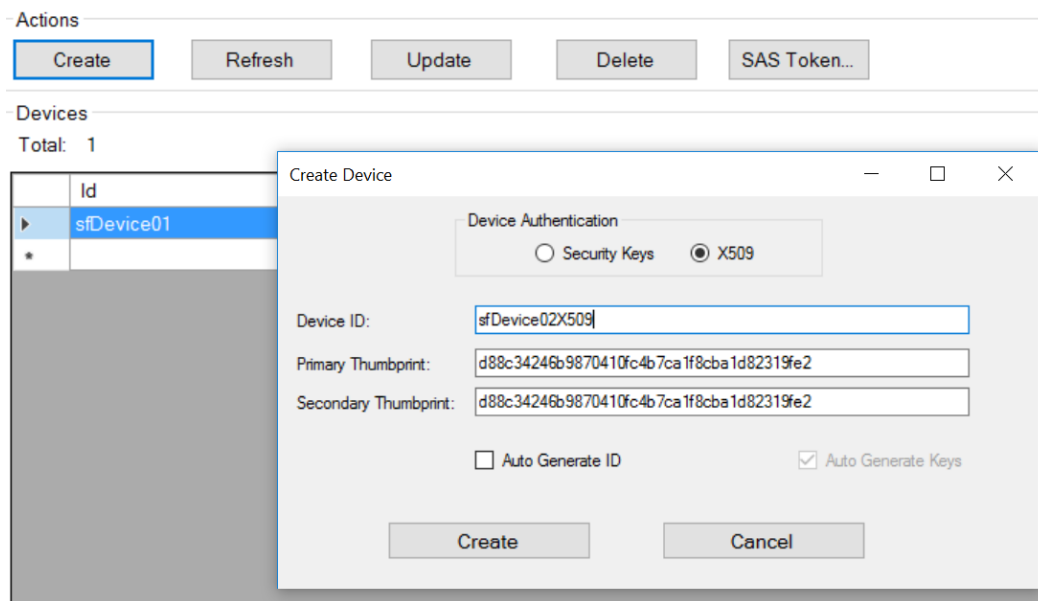 Actions
Create Refresh Update Delete SAS Token...
Devices
Total: 1
Id
sfDevice01
*
Create Device
Device Authentication
Security Keys X509
Device ID: sfDevice02X509
Primary Thumbprint: d88c34246b9870410fc4b7ca1f8cba1d82319fe2
Secondary Thumbprint: d88c34246b9870410fc4b7ca1f8cba1d82319fe2
Auto Generate ID Auto Generate Keys
Create Cancel